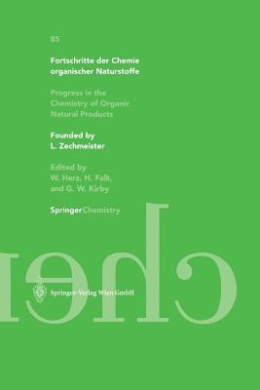 85
Fortschritte der Chemie
organischer Naturstoffe
Progress in the
Chemistry of Organic
Natural Products
Founded by
L. Zechmeister
Edited by
W. Herz, H. Falk,
and G. W. Kirby
SpringerChemistry
chei
Springer-Verlag Wien GmbH